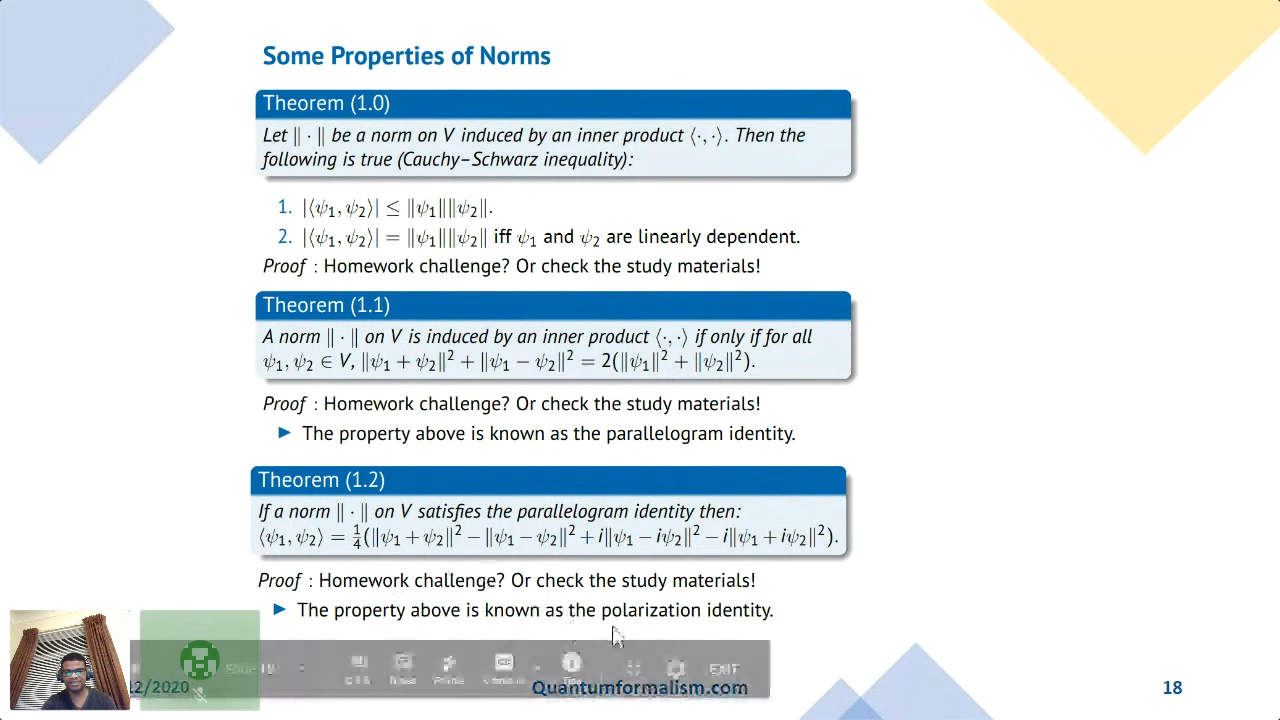 Some Properties of Norms
Theorem (1.0)
Let ‖ · ‖ be a norm on V induced by an inner product ⟨·, ·⟩. Then the
following is true (Cauchy–Schwarz inequality):
1. |⟨ψ₁, ψ₂⟩| ≤ ‖ψ₁‖‖ψ₂‖.
2. |⟨ψ₁, ψ₂⟩| = ‖ψ₁‖‖ψ₂‖ iff ψ₁ and ψ₂ are linearly dependent.
Proof : Homework challenge? Or check the study materials!
Theorem (1.1)
A norm ‖ · ‖ on V is induced by an inner product ⟨·, ·⟩ if only if for all
ψ₁, ψ₂ ∈ V, ‖ψ₁ + ψ₂‖² + ‖ψ₁ − ψ₂‖² = 2(‖ψ₁‖² + ‖ψ₂‖²).
Proof : Homework challenge? Or check the study materials!
▶ The property above is known as the parallelogram identity.
Theorem (1.2)
If a norm ‖ · ‖ on V satisfies the parallelogram identity then:
⟨ψ₁, ψ₂⟩ = ¼(‖ψ₁ + ψ₂‖² − ‖ψ₁ − ψ₂‖² + i‖ψ₁ − iψ₂‖² − i‖ψ₁ + iψ₂‖²).
Proof : Homework challenge? Or check the study materials!
▶ The property above is known as the polarization identity.
EXIT
12/2020
Quantumformalism.com
18